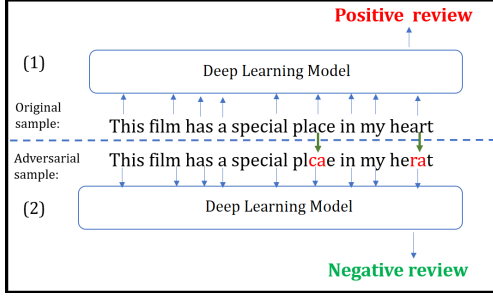 Positive review
(1)
Deep Learning Model
Original
sample:
This film has a special place in my heart
Adversarial
sample:
This film has a special plcae in my herat
(2)
Deep Learning Model
Negative review